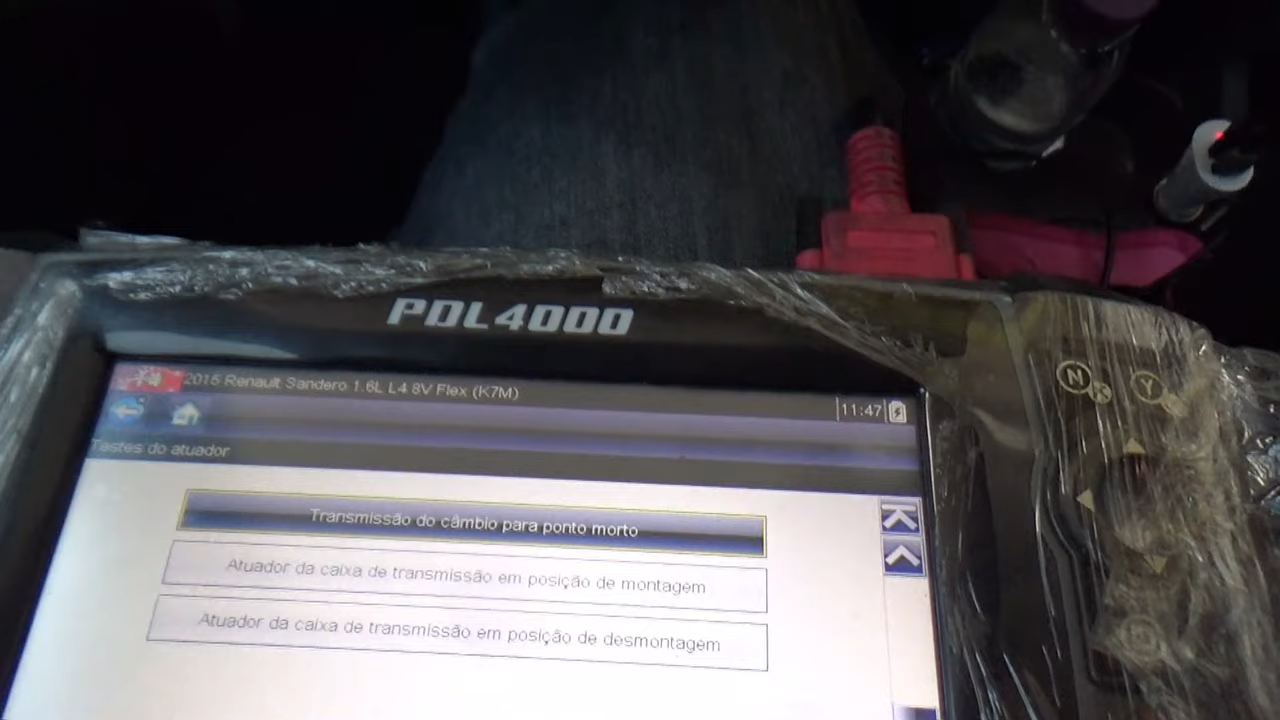 PDL4000
2015 Renault Sandero 1.6L L4 8V Flex (K7M)
11:47
Testes do atuador
Transmissão do câmbio para ponto morto
Atuador da caixa de transmissão em posição de montagem
Atuador da caixa de transmissão em posição de desmontagem
N
Y